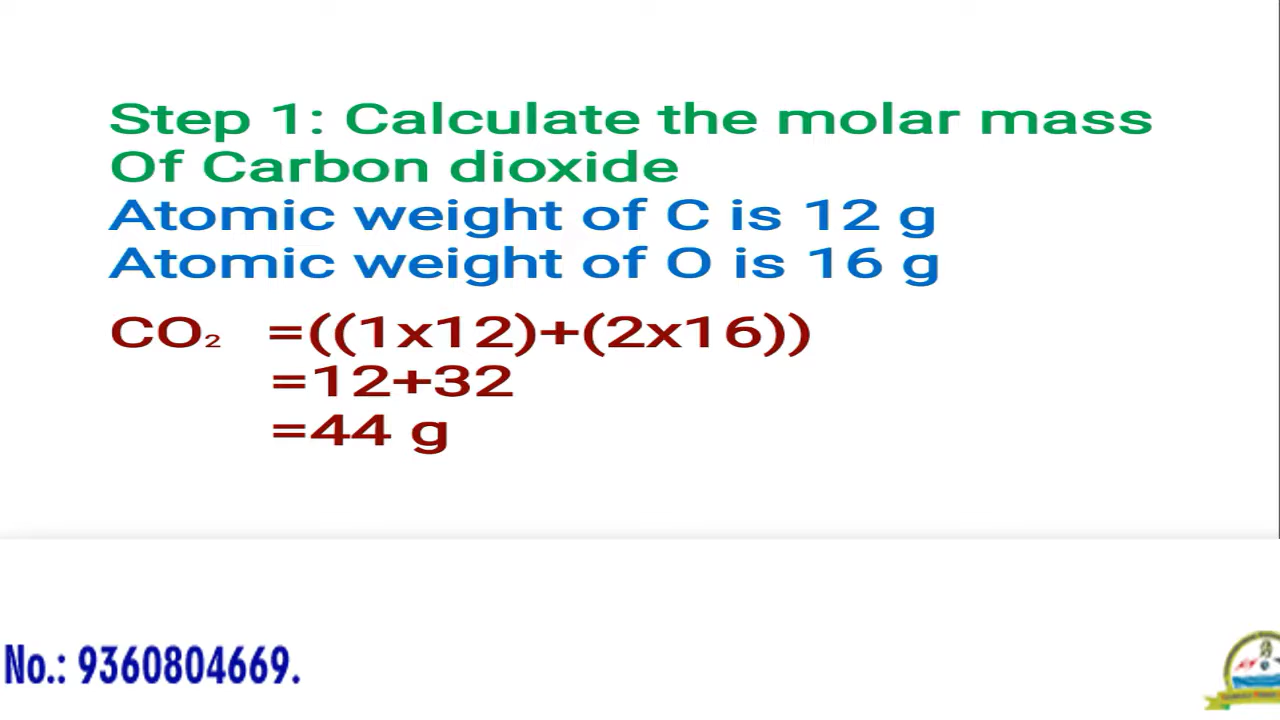 Step 1: Calculate the molar mass
Of Carbon dioxide
Atomic weight of C is 12 g
Atomic weight of O is 16 g
CO₂ =((1x12)+(2x16))
=12+32
=44 g
No.: 9360804669.